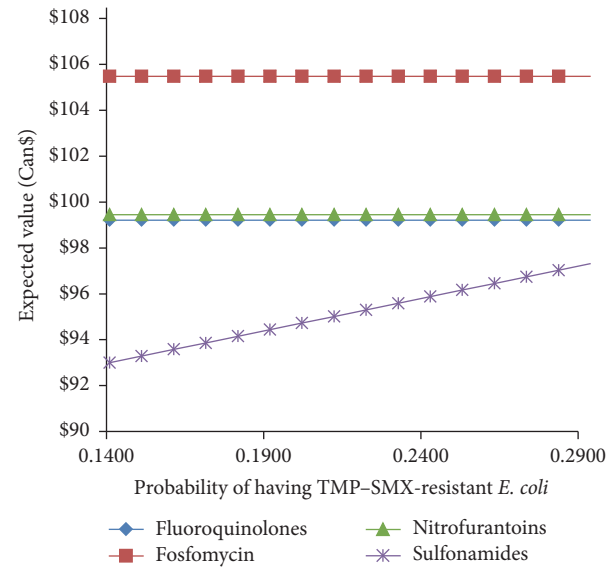 $108
$106
$104
$102
$100
$98
$96
$94
$92
$90
Expected value (Can$)
0.1400 0.1900 0.2400 0.2900
Probability of having TMP–SMX-resistant E. coli
Fluoroquinolones Nitrofurantoins
Fosfomycin Sulfonamides